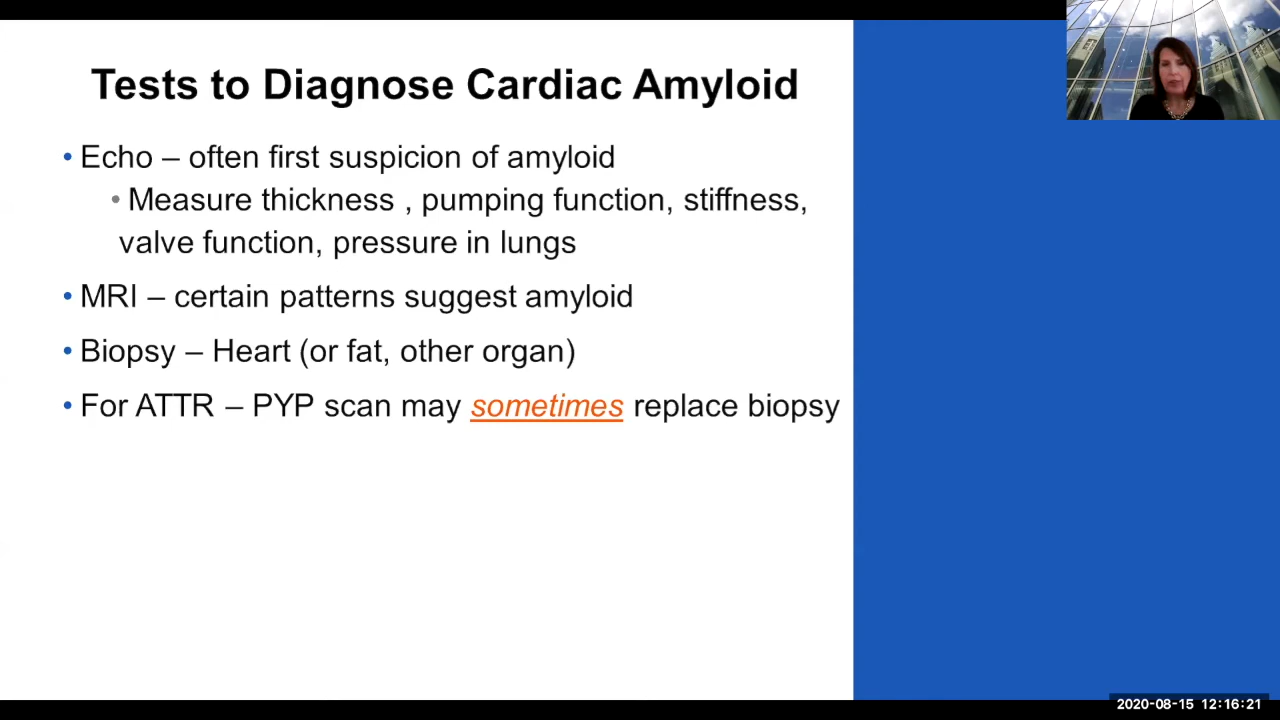 Tests to Diagnose Cardiac Amyloid
• Echo – often first suspicion of amyloid
• Measure thickness , pumping function, stiffness,
valve function, pressure in lungs
• MRI – certain patterns suggest amyloid
• Biopsy – Heart (or fat, other organ)
• For ATTR – PYP scan may sometimes replace biopsy
2020-08-15 12:16:21